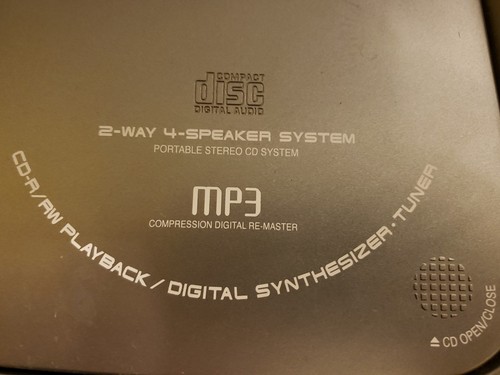 COMPACT
disc
DIGITAL AUDIO
2-WAY 4-SPEAKER SYSTEM
PORTABLE STEREO CD SYSTEM
MP3
COMPRESSION DIGITAL RE-MASTER
CD-R/RW PLAYBACK/DIGITAL SYNTHESIZER·TUNER
⏏CD OPEN/CLOSE